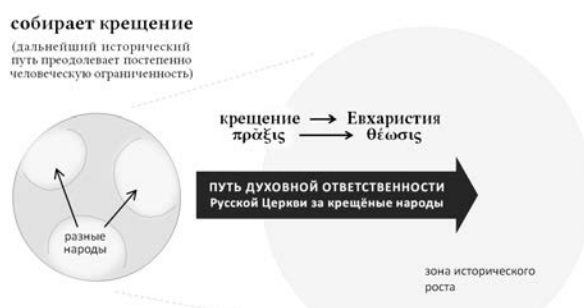 собирает крещение
(дальнейший исторический
путь преодолевает постепенно
человеческую ограниченность)
крещение → Евхаристия
πρᾶξις → θέωσις
ПУТЬ ДУХОВНОЙ ОТВЕТСТВЕННОСТИ
Русской Церкви за крещёные народы
разные
народы
зона исторического
роста